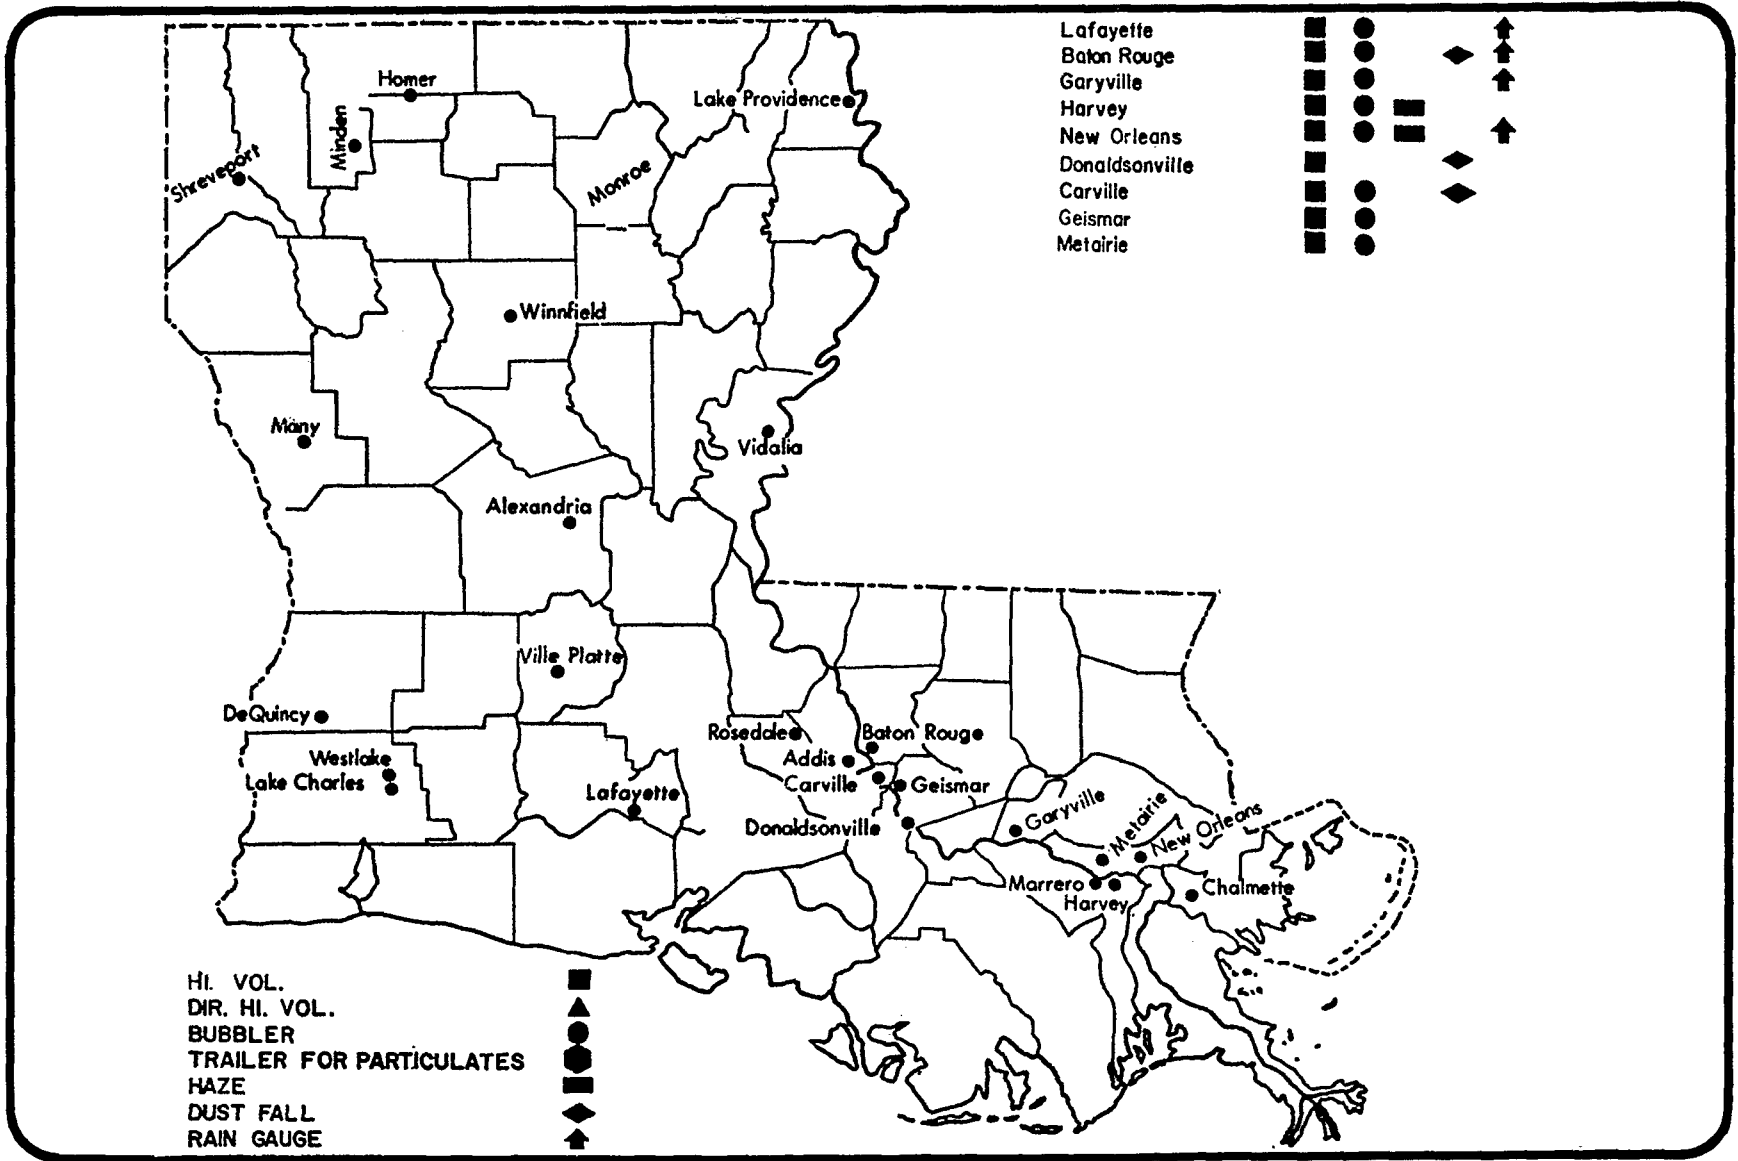 Lafayette
Baton Rouge
Garyville
Harvey
New Orleans
Donaldsonville
Carville
Geismar
Metairie
Homer
Lake Providence
Minden
Shreveport
Monroe
Winnfield
Many
Vidalia
Alexandria
Ville Platte
DeQuincy
Rosedale
Baton Rouge
Addis
Westlake
Lake Charles
Carville
Geismar
Lafayette
Garyville
Metairie
New Orleans
Donaldsonville
Marrero
Harvey
Chalmette
HI. VOL.
DIR. HI. VOL.
BUBBLER
TRAILER FOR PARTICULATES
HAZE
DUST FALL
RAIN GAUGE